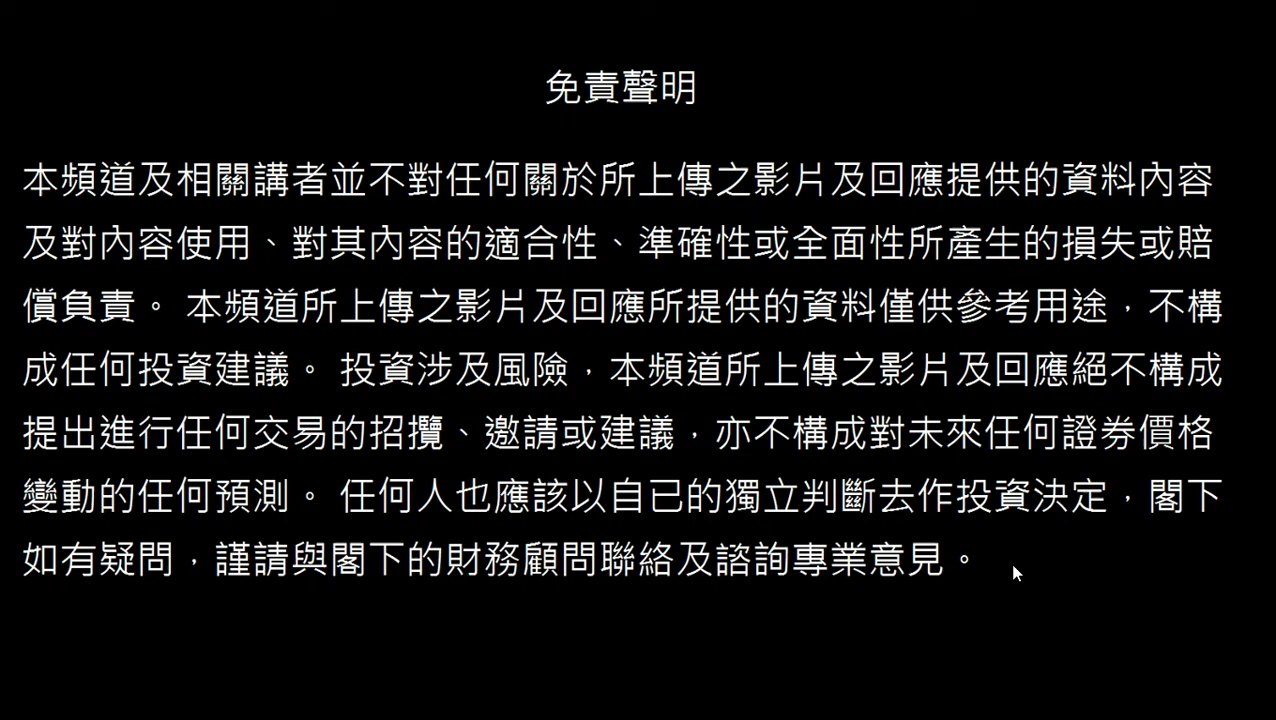 免責聲明
本頻道及相關講者並不對任何關於所上傳之影片及回應提供的資料內容
及對內容使用、對其內容的適合性、準確性或全面性所產生的損失或賠
償負責。 本頻道所上傳之影片及回應所提供的資料僅供參考用途，不構
成任何投資建議。 投資涉及風險，本頻道所上傳之影片及回應絕不構成
提出進行任何交易的招攬、邀請或建議，亦不構成對未來任何證券價格
變動的任何預測。 任何人也應該以自已的獨立判斷去作投資決定，閣下
如有疑問，謹請與閣下的財務顧問聯絡及諮詢專業意見。